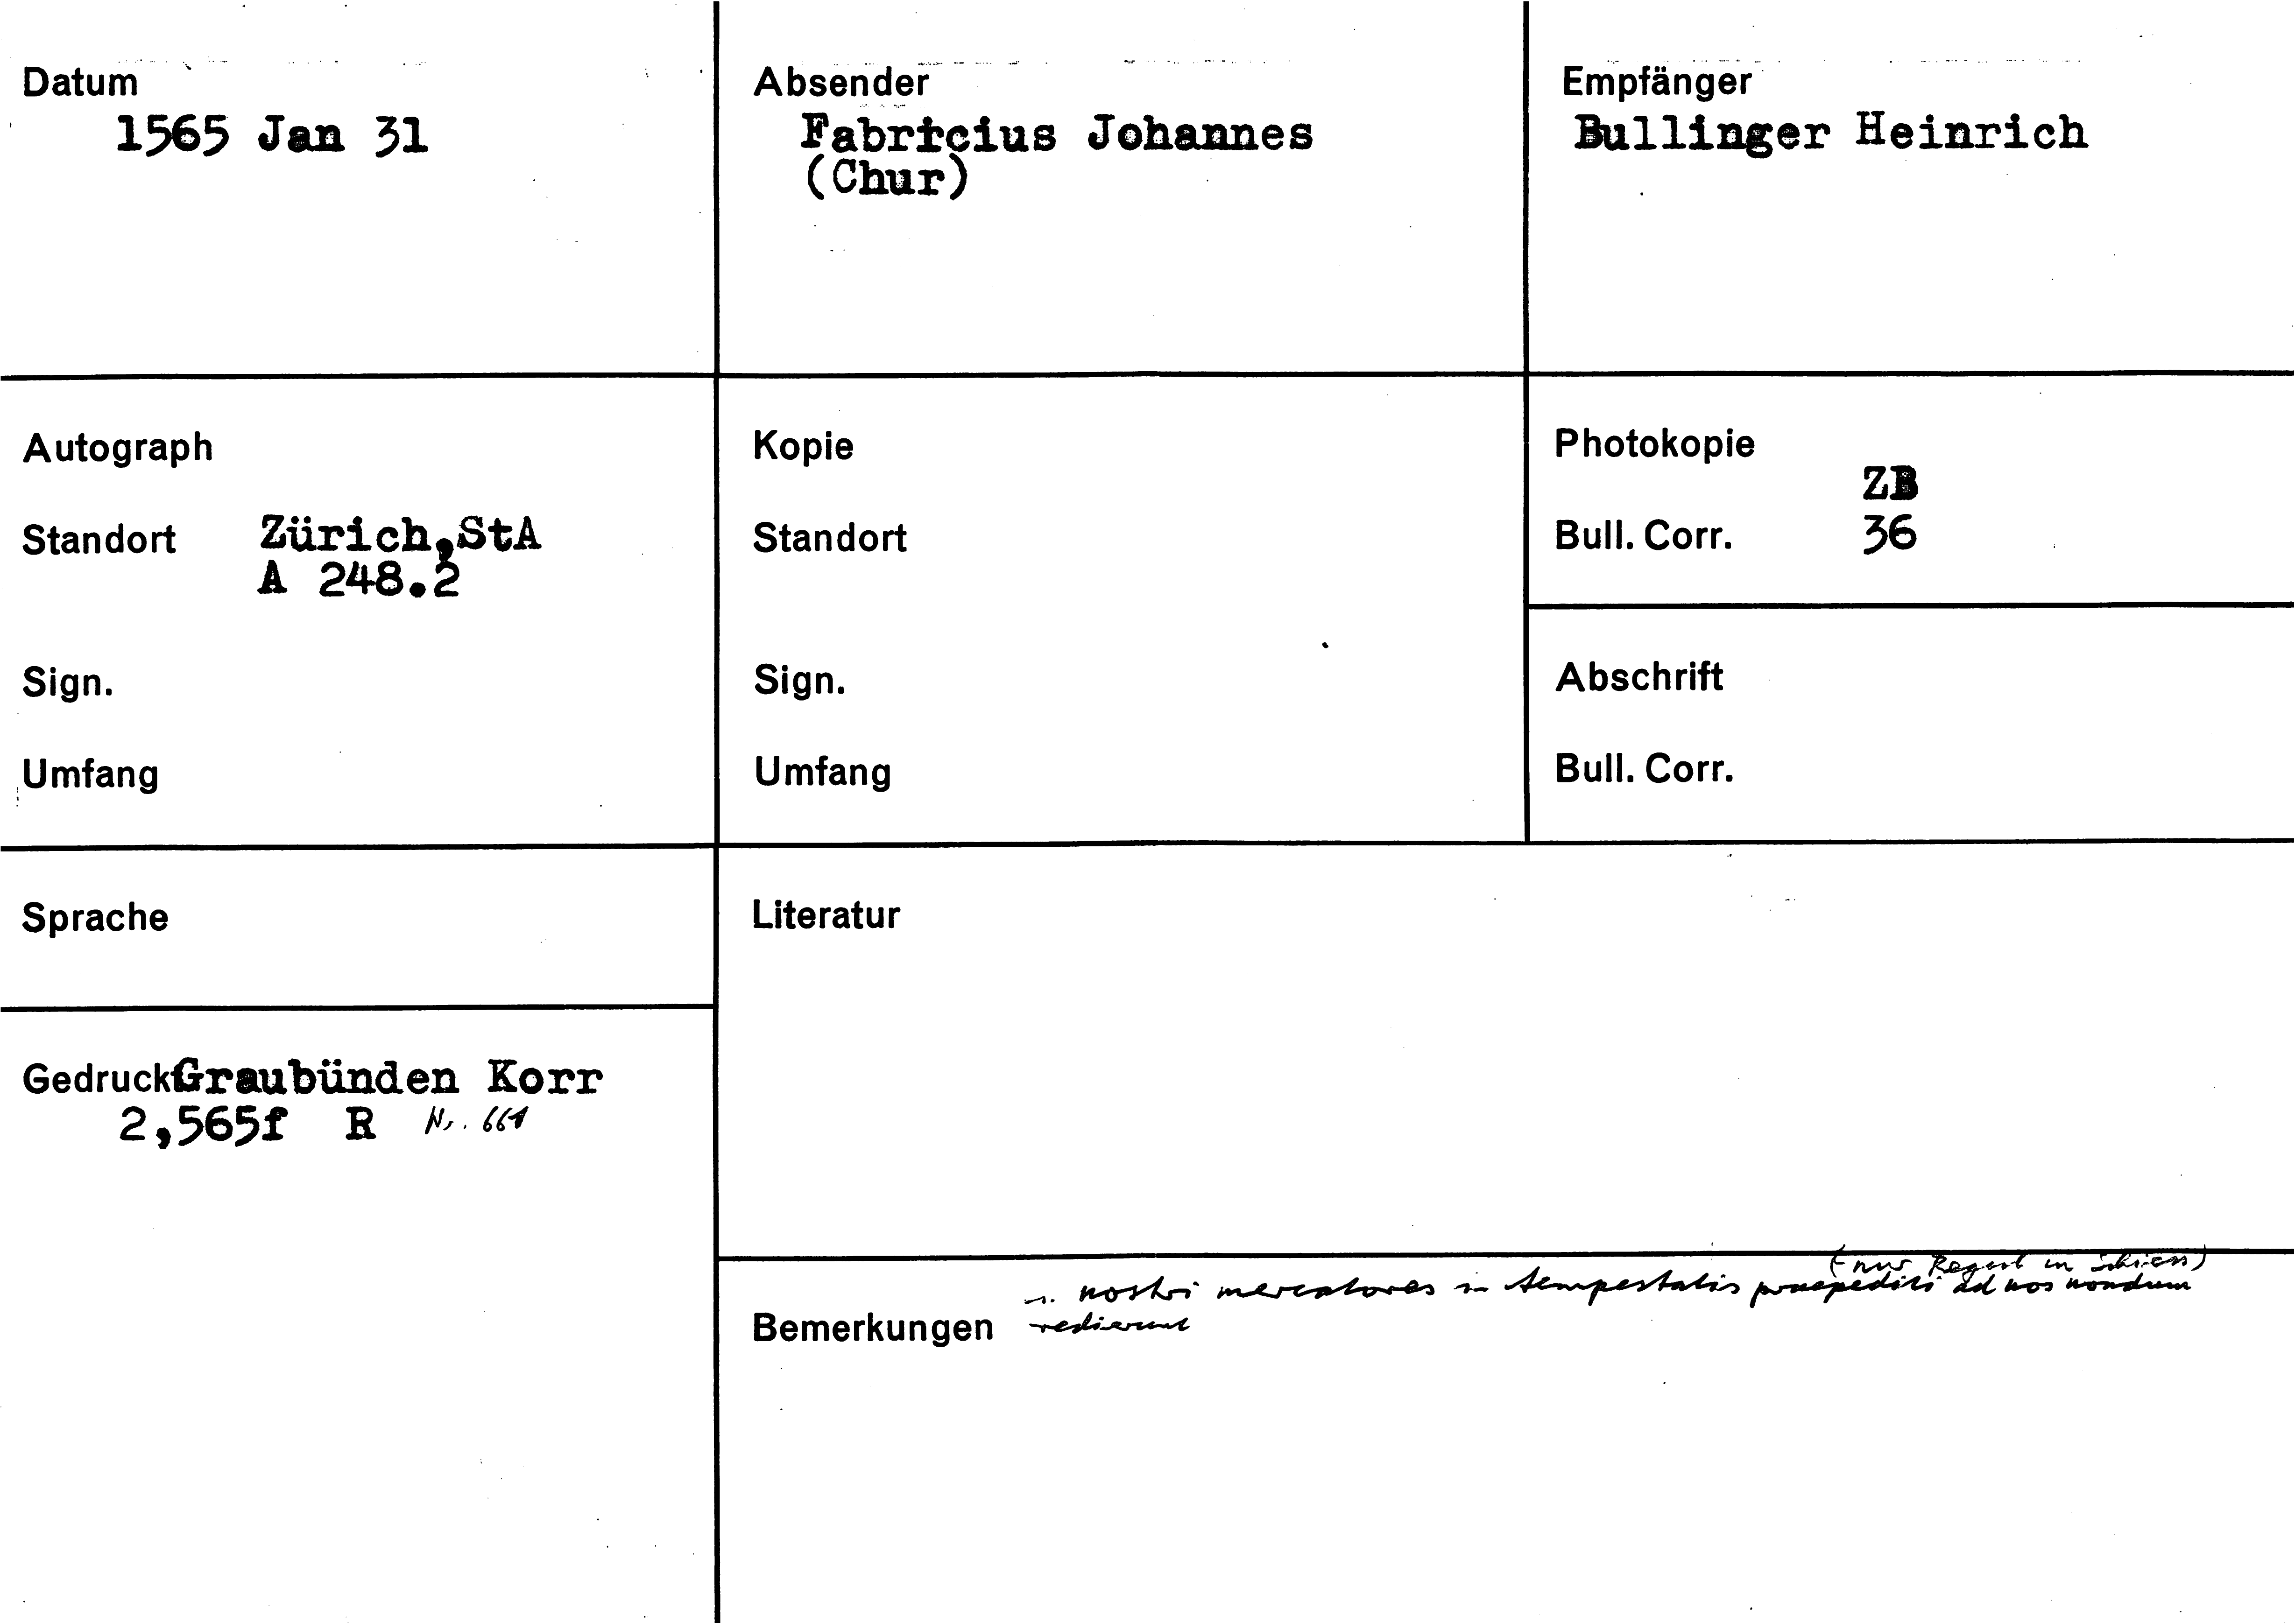 Datum
1565 Jan 31
Absender
Fabricius Johannes
(Chur)
Empfänger
Bullinger Heinrich
Autograph
Standort Zürich,StA
A 248.2
Sign.
Umfang
Kopie
Standort
Sign.
Umfang
Photokopie
ZB
Bull. Corr. 36
Abschrift
Bull. Corr.
Sprache
Gedruckt Graubünden Korr
2,565f R Nr. 661
Literatur
(nur Regest in Schiess)
nostri mercatores in tempestatis praepediti ad nos nondum
Bemerkungen redierunt